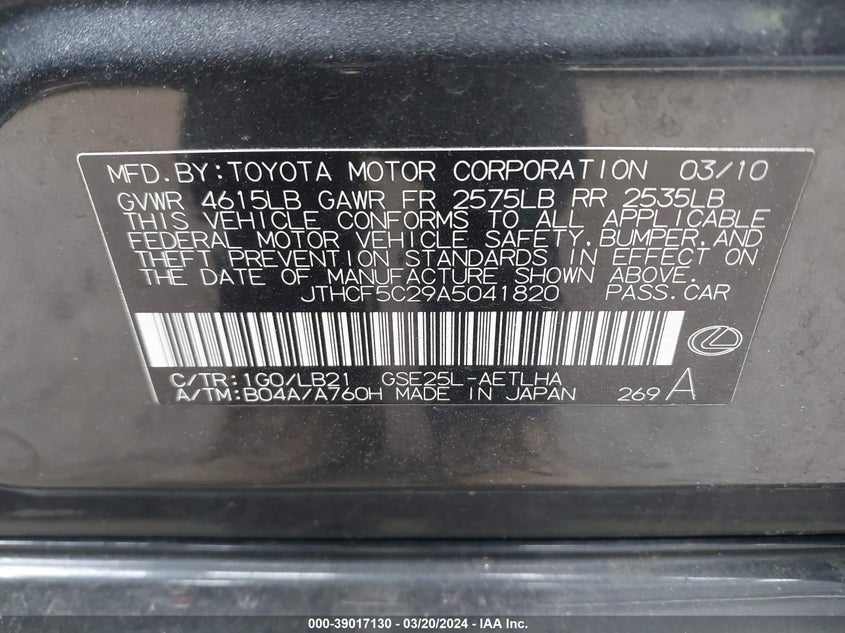 MFD.BY:TOYOTA MOTOR CORPORATION 03/10
GVWR 4615LB GAWR FR 2575LB RR 2535LB
THIS VEHICLE CONFORMS TO ALL APPLICABLE
FEDERAL MOTOR VEHICLE SAFETY,BUMPER,AND
THEFT PREVENTION STANDARDS IN EFFECT ON
THE DATE OF MANUFACTURE SHOWN ABOVE.
JTHCF5C29A5041820 PASS.CAR
C/TR:1G0/LB21 GSE25L-AETLHA
A/TM:B04A/A760H MADE IN JAPAN 269 A
000-39017130 - 03/20/2024 - IAA Inc.